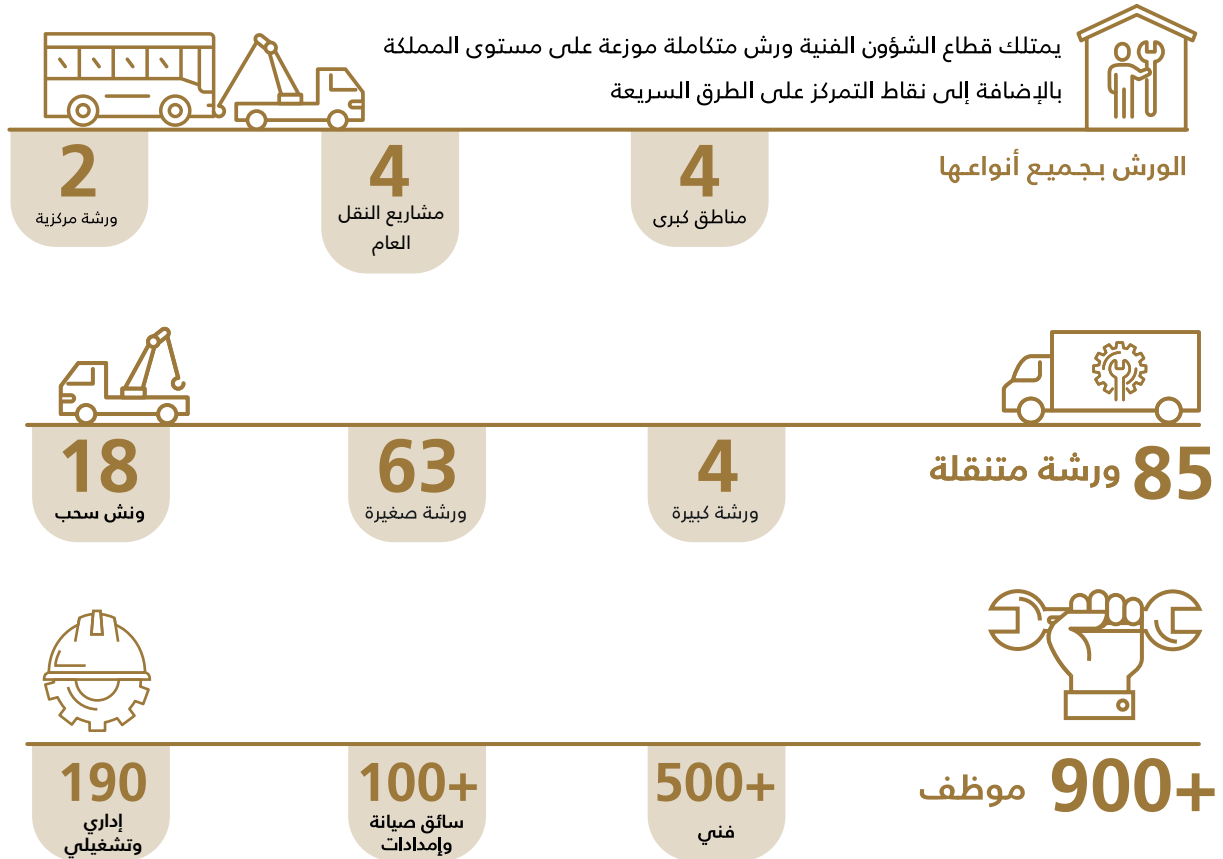 يمتلك قطاع الشؤون الفنية ورش متكاملة موزعة على مستوى المملكة
بالإضافة إلى نقاط التمركز على الطرق السريعة
الورش بجميع أنواعها
4
مناطق كبرى
4
مشاريع النقل
العام
2
ورشة مركزية
85 ورشة متنقلة
4
ورشة كبيرة
63
ورشة صغيرة
18
ونش سحب
900+ موظف
500+
فني
100+
سائق صيانة
وإمدادات
190
إداري
وتشغيلي